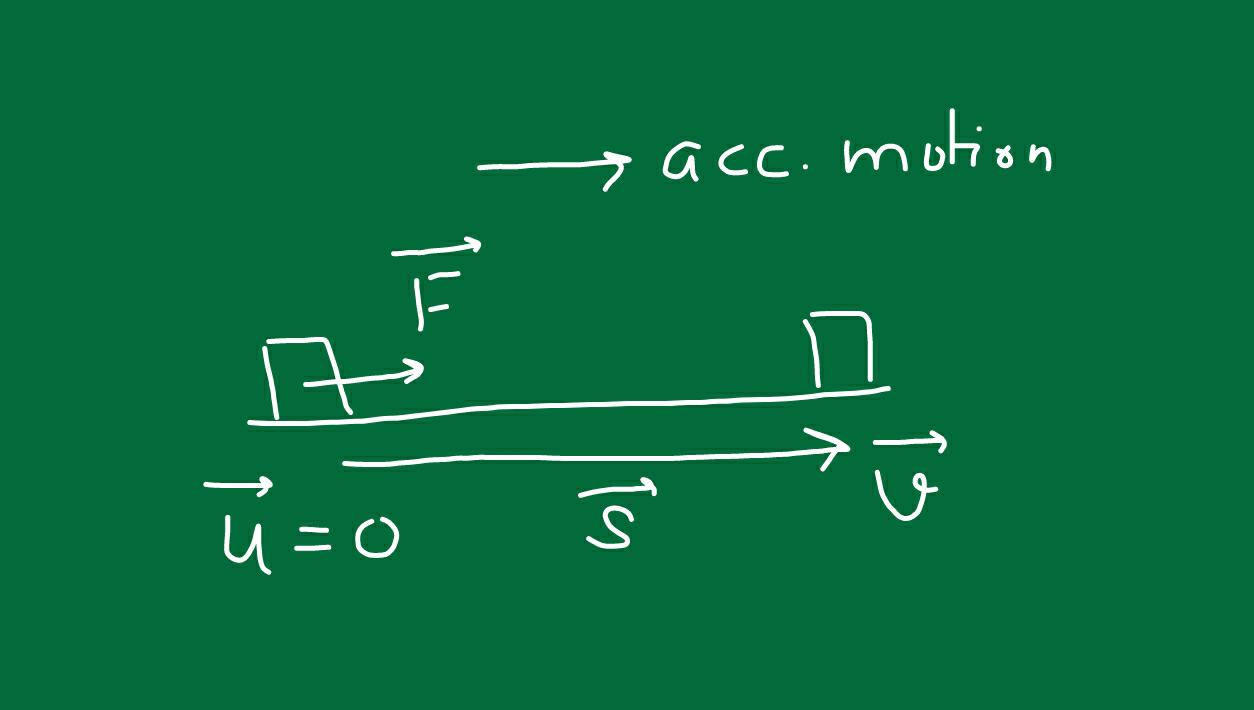 → acc. motion
F⃗
u⃗ = 0
s⃗
v⃗